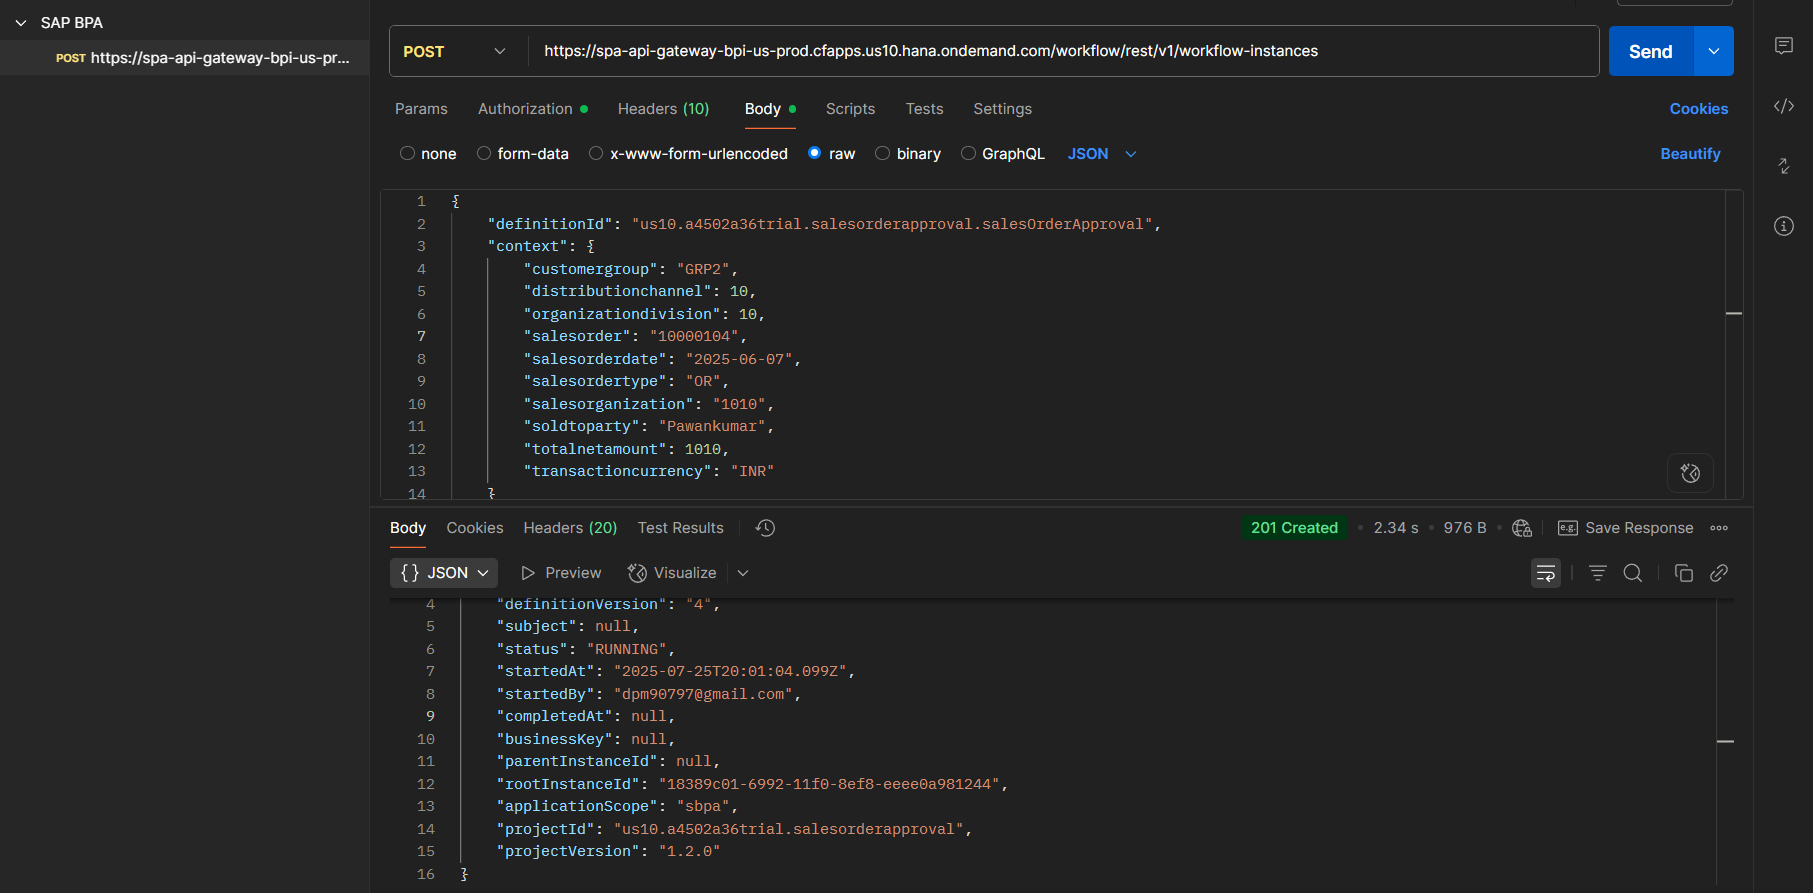 SAP BPA
POST https://spa-api-gateway-bpi-us-pr...
POST
https://spa-api-gateway-bpi-us-prod.cfapps.us10.hana.ondemand.com/workflow/rest/v1/workflow-instances
Send
Params Authorization Headers (10) Body Scripts Tests Settings Cookies
none form-data x-www-form-urlencoded raw binary GraphQL JSON Beautify
1 {
2 "definitionId": "us10.a4502a36trial.salesorderapproval.salesOrderApproval",
3 "context": {
4 "customergroup": "GRP2",
5 "distributionchannel": 10,
6 "organizationdivision": 10,
7 "salesorder": "10000104",
8 "salesorderdate": "2025-06-07",
9 "salesordertype": "OR",
10 "salesorganization": "1010",
11 "soldtoparty": "Pawankumar",
12 "totalnetamount": 1010,
13 "transactioncurrency": "INR"
14 }
Body Cookies Headers (20) Test Results 201 Created • 2.34 s • 976 B • e.g. Save Response
{} JSON Preview Visualize
4 "definitionVersion": "4",
5 "subject": null,
6 "status": "RUNNING",
7 "startedAt": "2025-07-25T20:01:04.099Z",
8 "startedBy": "dpm90797@gmail.com",
9 "completedAt": null,
10 "businessKey": null,
11 "parentInstanceId": null,
12 "rootInstanceId": "18389c01-6992-11f0-8ef8-eeee0a981244",
13 "applicationScope": "sbpa",
14 "projectId": "us10.a4502a36trial.salesorderapproval",
15 "projectVersion": "1.2.0"
16 }